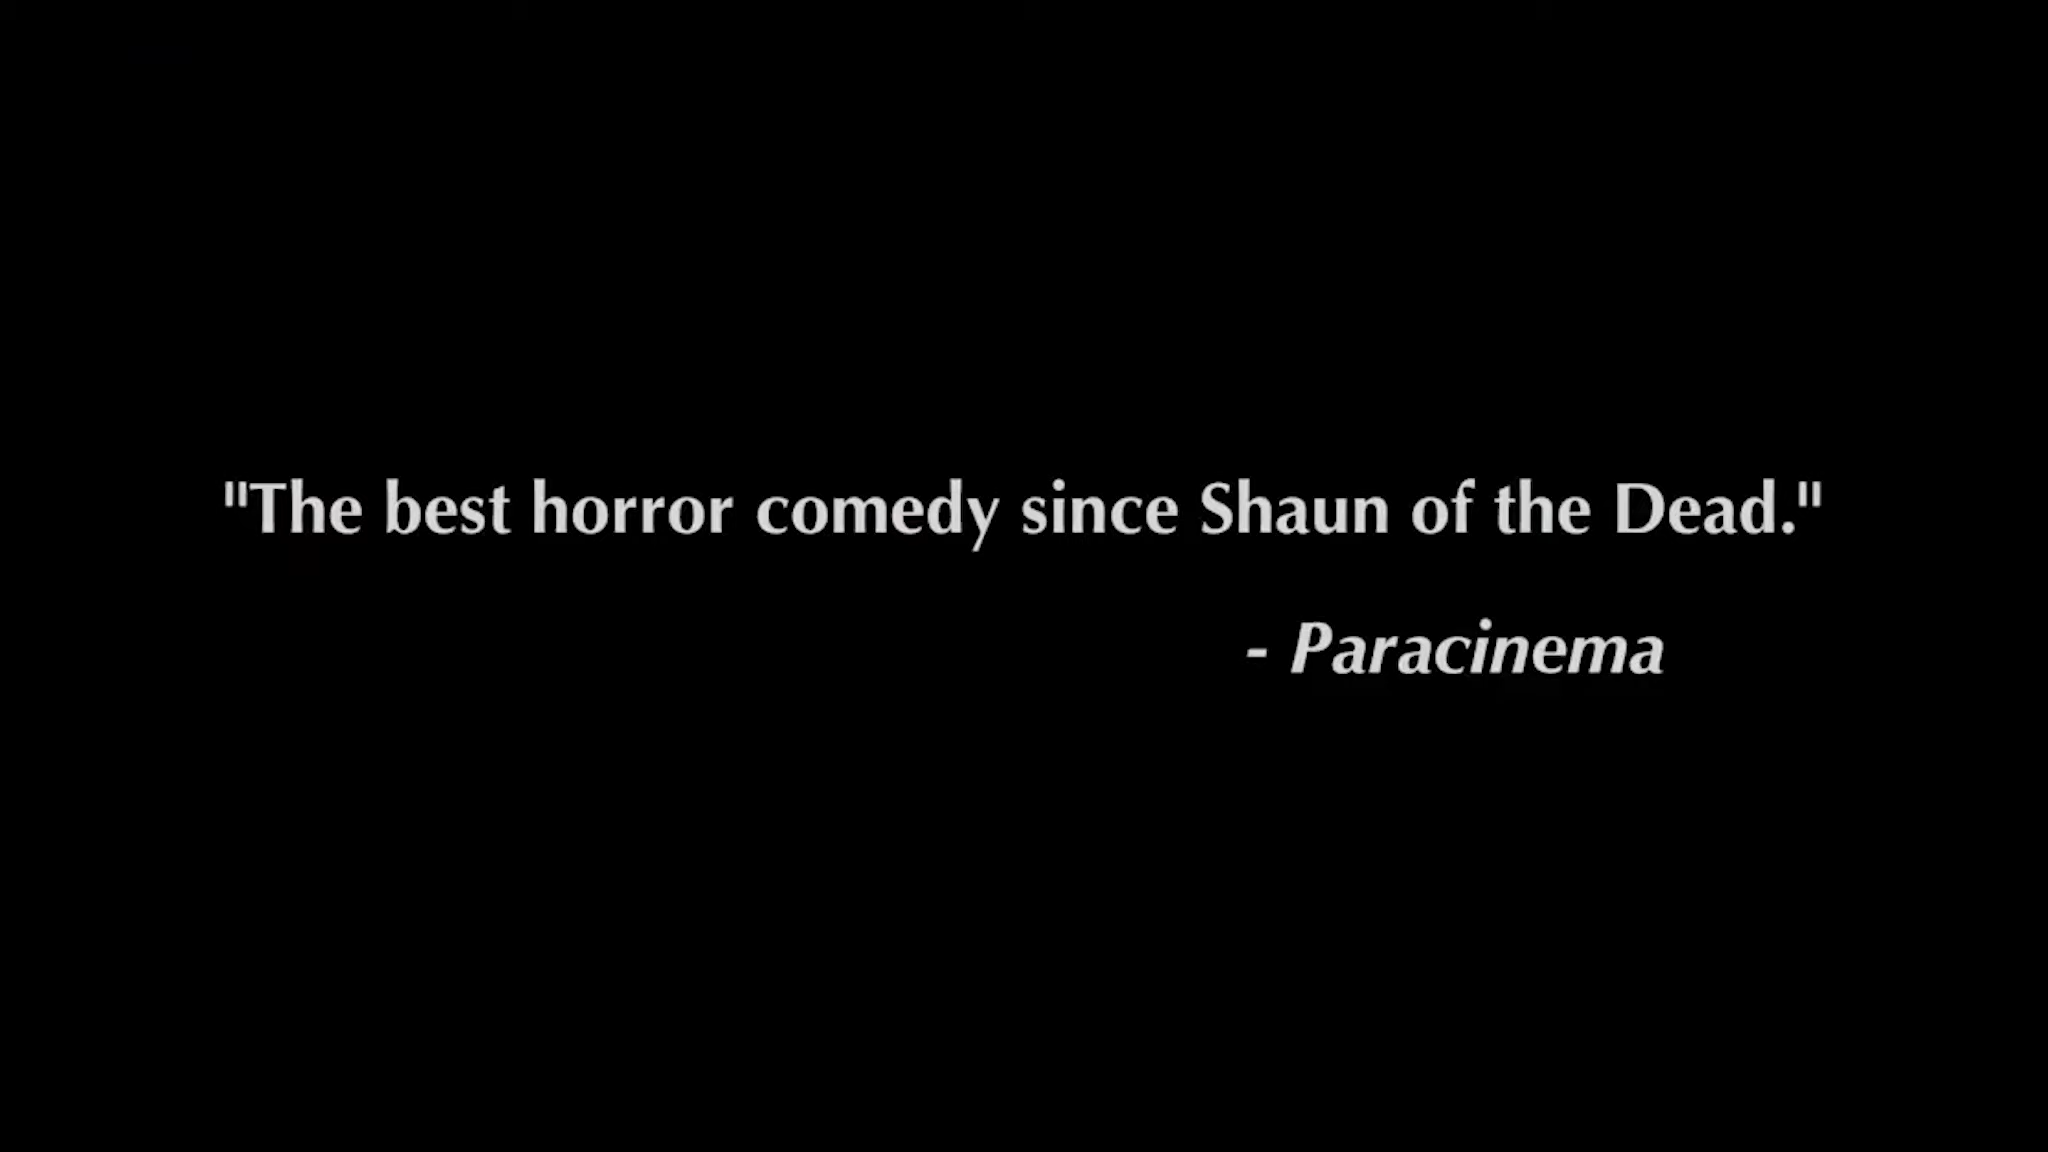 "The best horror comedy since Shaun of the Dead."
- Paracinema